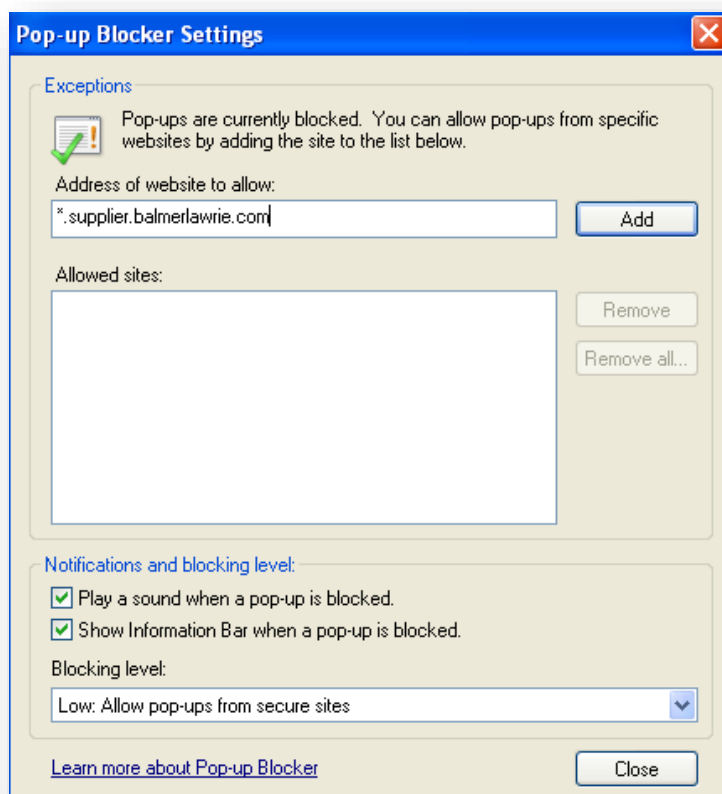 Pop-up Blocker Settings
Exceptions
Pop-ups are currently blocked. You can allow pop-ups from specific
websites by adding the site to the list below.
Address of website to allow:
*.supplier.balmerlawrie.com
Add
Allowed sites:
Remove
Remove all...
Notifications and blocking level:
Play a sound when a pop-up is blocked.
Show Information Bar when a pop-up is blocked.
Blocking level:
Low: Allow pop-ups from secure sites
Learn more about Pop-up Blocker
Close